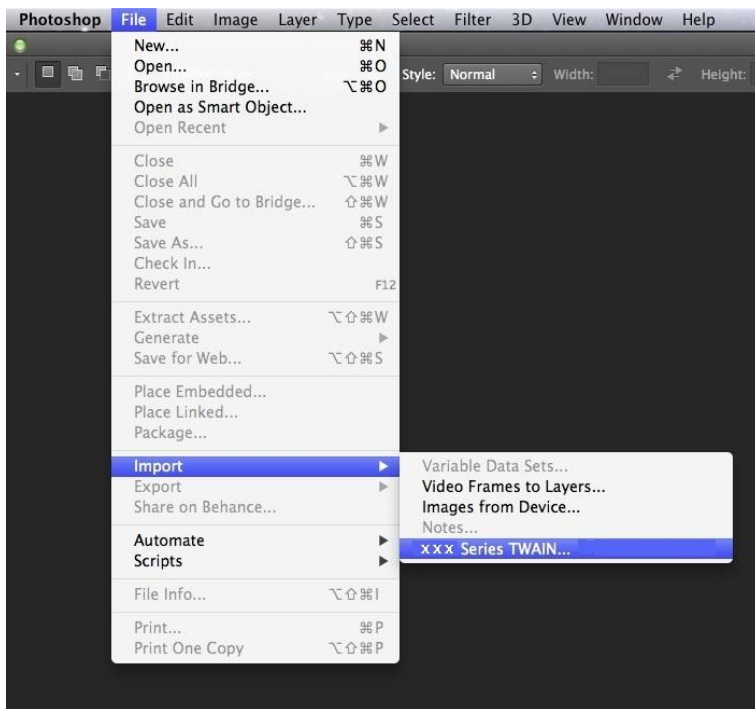 Photoshop File Edit Image Layer Type Select Filter 3D View Window Help
Style: Normal Width: Height:
New... ⌘N
Open... ⌘O
Browse in Bridge... ⌥⌘O
Open as Smart Object...
Open Recent
Close ⌘W
Close All ⌥⌘W
Close and Go to Bridge... ⇧⌘W
Save ⌘S
Save As... ⇧⌘S
Check In...
Revert F12
Extract Assets... ⌥⇧⌘W
Generate
Save for Web... ⌥⇧⌘S
Place Embedded...
Place Linked...
Package...
Import
Export
Share on Behance...
Automate
Scripts
File Info... ⌥⇧⌘I
Print... ⌘P
Print One Copy ⌥⇧⌘P
Variable Data Sets...
Video Frames to Layers...
Images from Device...
Notes...
xxx Series TWAIN...